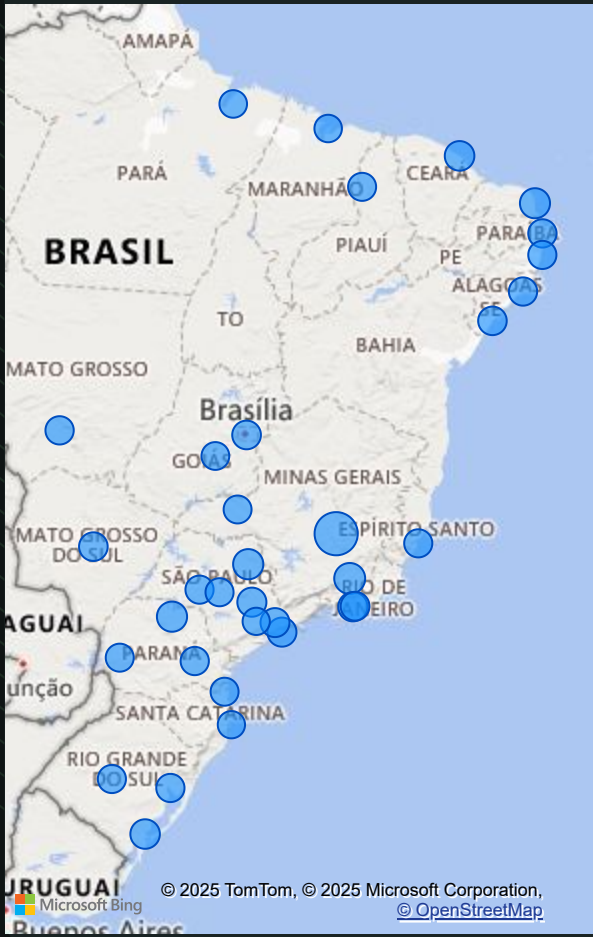 AMAPÁ
PARÁ
MARANHÃO
CEARÁ
BRASIL
PIAUÍ
PARAÍBA
PE
ALAGOAS
SE
TO
BAHIA
MATO GROSSO
Brasília
GOIÁS
MINAS GERAIS
ESPÍRITO SANTO
MATO GROSSO
DO SUL
SÃO PAULO
RIO DE
JANEIRO
AGUAI
PARANÁ
unção
SANTA CATARINA
RIO GRANDE
DO SUL
URUGUAI
© 2025 TomTom, © 2025 Microsoft Corporation,
Microsoft Bing
© OpenStreetMap
Buenos Aires